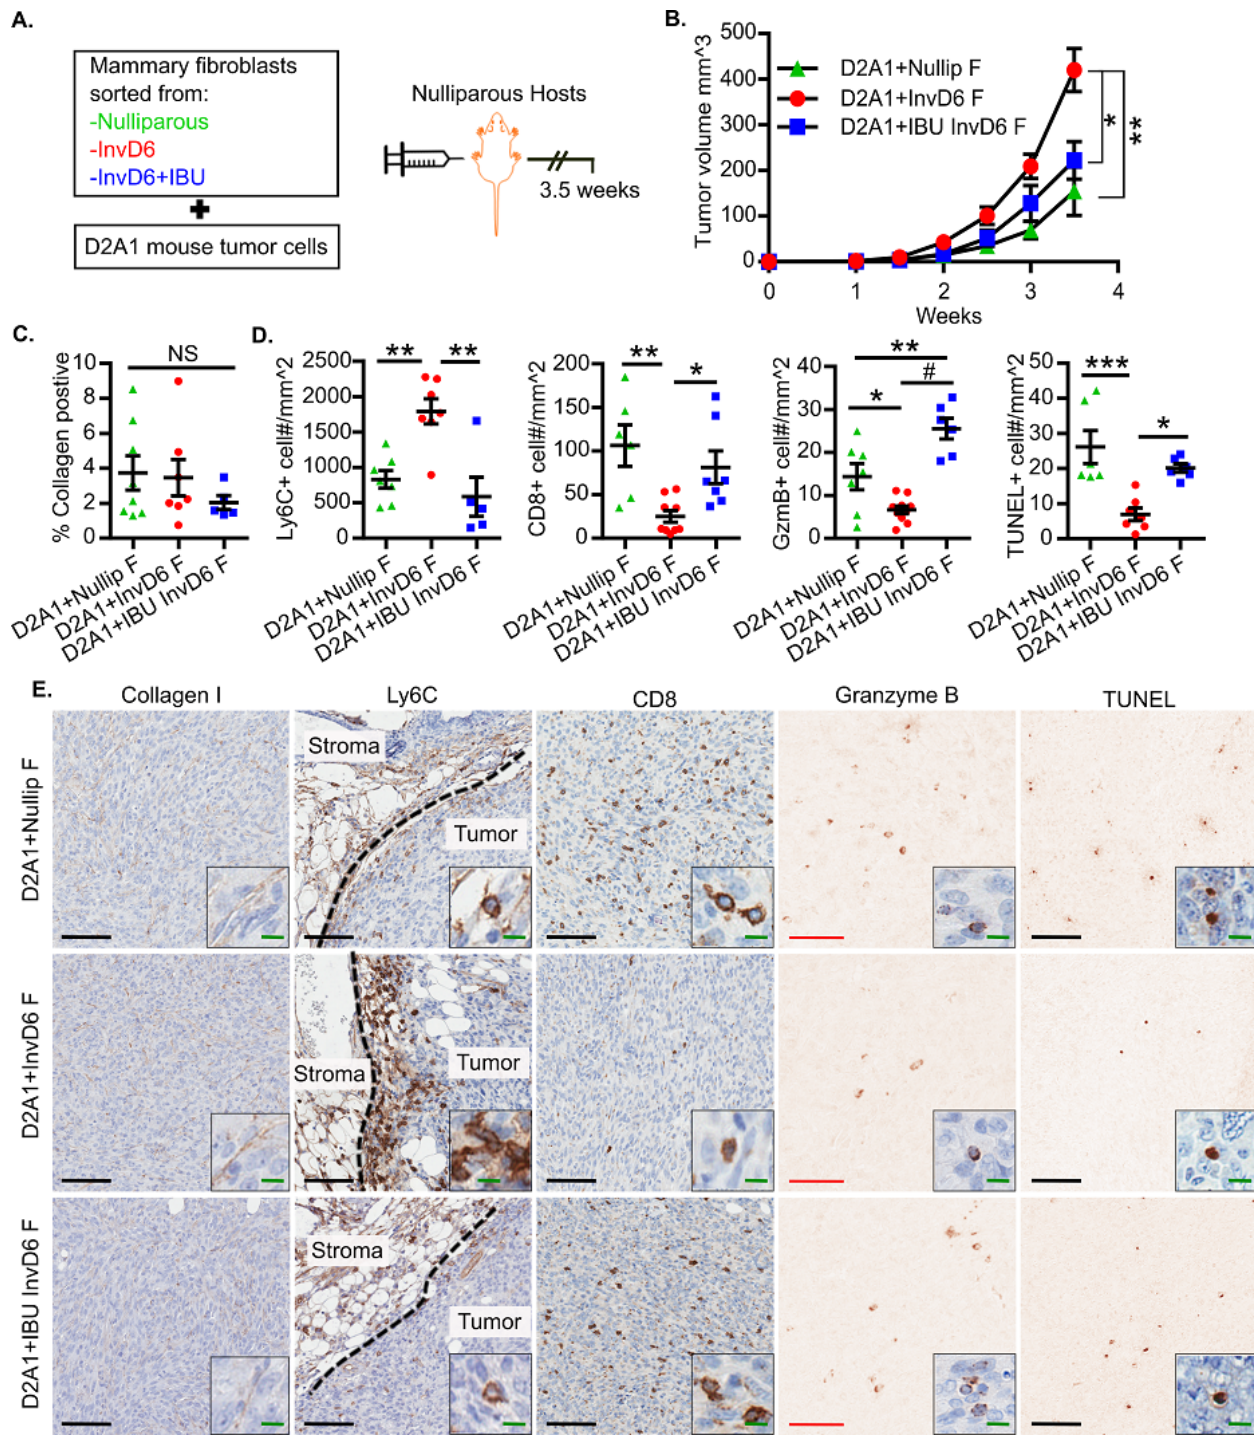 A.
Mammary fibroblasts
sorted from:
-Nulliparous
-InvD6
-InvD6+IBU
+
D2A1 mouse tumor cells
Nulliparous Hosts
3.5 weeks
B.
Tumor volume mm^3
500
400
300
200
100
0
0 1 2 3 4
Weeks
D2A1+Nullip F
D2A1+InvD6 F
D2A1+IBU InvD6 F
*
**
C.
% Collagen postive
10
8
6
4
2
0
NS
D2A1+Nullip F
D2A1+InvD6 F
D2A1+IBU InvD6 F
D.
Ly6C+ cell#/mm^2
2500
2000
1500
1000
500
0
** **
D2A1+Nullip F
D2A1+InvD6 F
D2A1+IBU InvD6 F
CD8+ cell#/mm^2
200
150
100
50
0
** *
D2A1+Nullip F
D2A1+InvD6 F
D2A1+IBU InvD6 F
GzmB+ cell#/mm^2
40
30
20
10
0
**
* #
D2A1+Nullip F
D2A1+InvD6 F
D2A1+IBU InvD6 F
TUNEL+ cell#/mm^2
50
40
30
20
10
0
*** *
D2A1+Nullip F
D2A1+InvD6 F
D2A1+IBU InvD6 F
E.
Collagen I Ly6C CD8 Granzyme B TUNEL
D2A1+Nullip F
Stroma
Tumor
D2A1+InvD6 F
Stroma
Tumor
D2A1+IBU InvD6 F
Stroma
Tumor